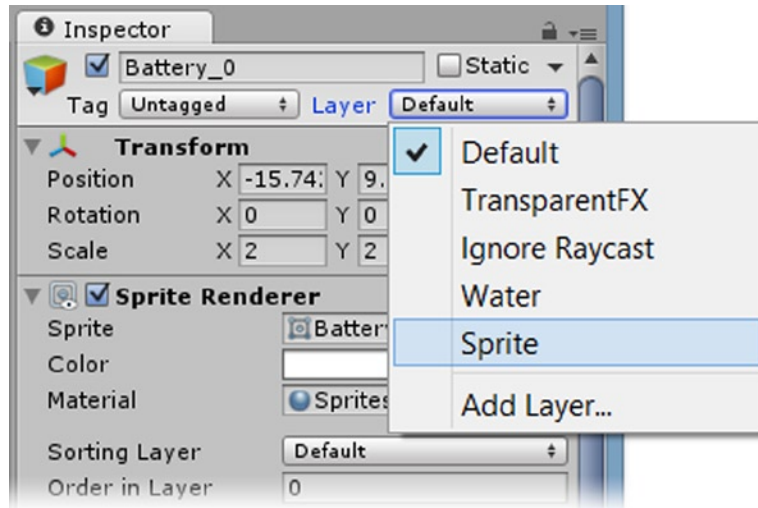 Inspector
Battery_0 Static
Tag Untagged Layer Default
Transform
Position X -15.74 Y 9.
Rotation X 0 Y 0
Scale X 2 Y 2
Sprite Renderer
Sprite Batter
Color
Material Sprites
Sorting Layer Default
Order in Layer 0
Default
TransparentFX
Ignore Raycast
Water
Sprite
Add Layer...